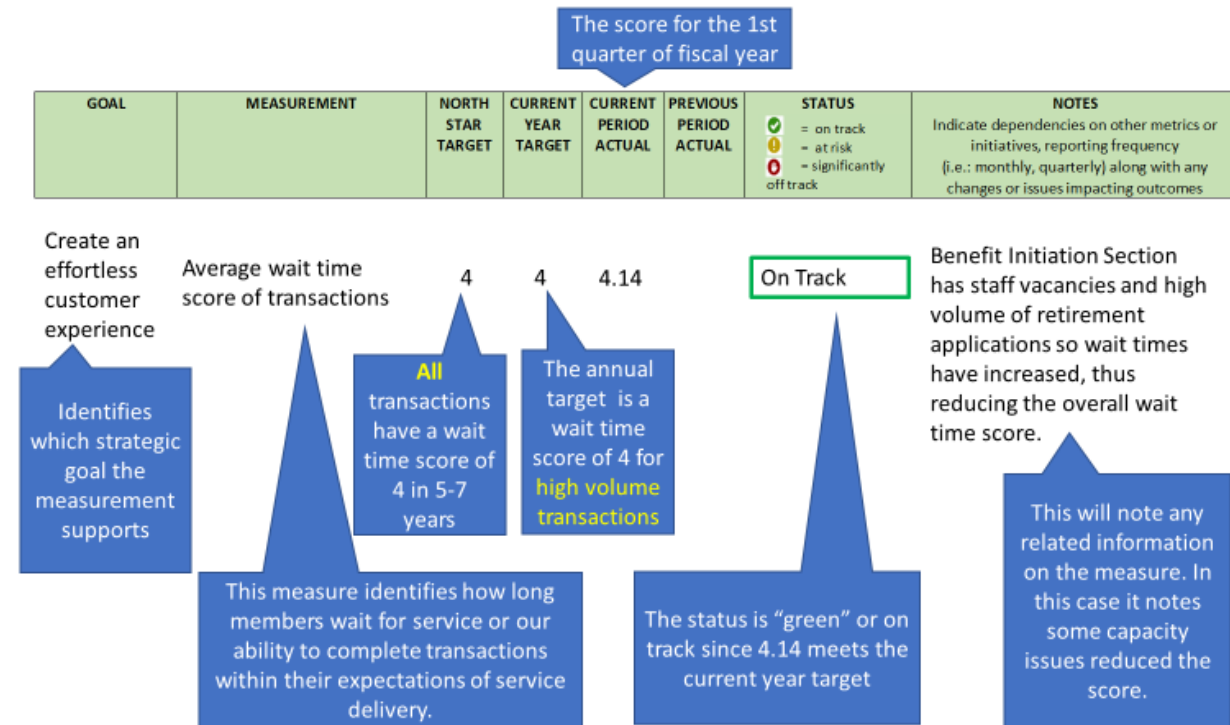 The score for the 1st
quarter of fiscal year
GOAL
MEASUREMENT
NORTH
STAR
TARGET
CURRENT
YEAR
TARGET
CURRENT
PERIOD
ACTUAL
PREVIOUS
PERIOD
ACTUAL
STATUS
= on track
= at risk
= significantly
off track
NOTES
Indicate dependencies on other metrics or
initiatives, reporting frequency
(i.e.: monthly, quarterly) along with any
changes or issues impacting outcomes
Create an
effortless
customer
experience
Average wait time
score of transactions
4
4
4.14
On Track
Benefit Initiation Section
has staff vacancies and high
volume of retirement
applications so wait times
have increased, thus
reducing the overall wait
time score.
Identifies
which strategic
goal the
measurement
supports
All
transactions
have a wait
time score of
4 in 5-7
years
The annual
target is a
wait time
score of 4 for
high volume
transactions
This measure identifies how long
members wait for service or our
ability to complete transactions
within their expectations of service
delivery.
The status is “green” or on
track since 4.14 meets the
current year target
This will note any
related information
on the measure. In
this case it notes
some capacity
issues reduced the
score.